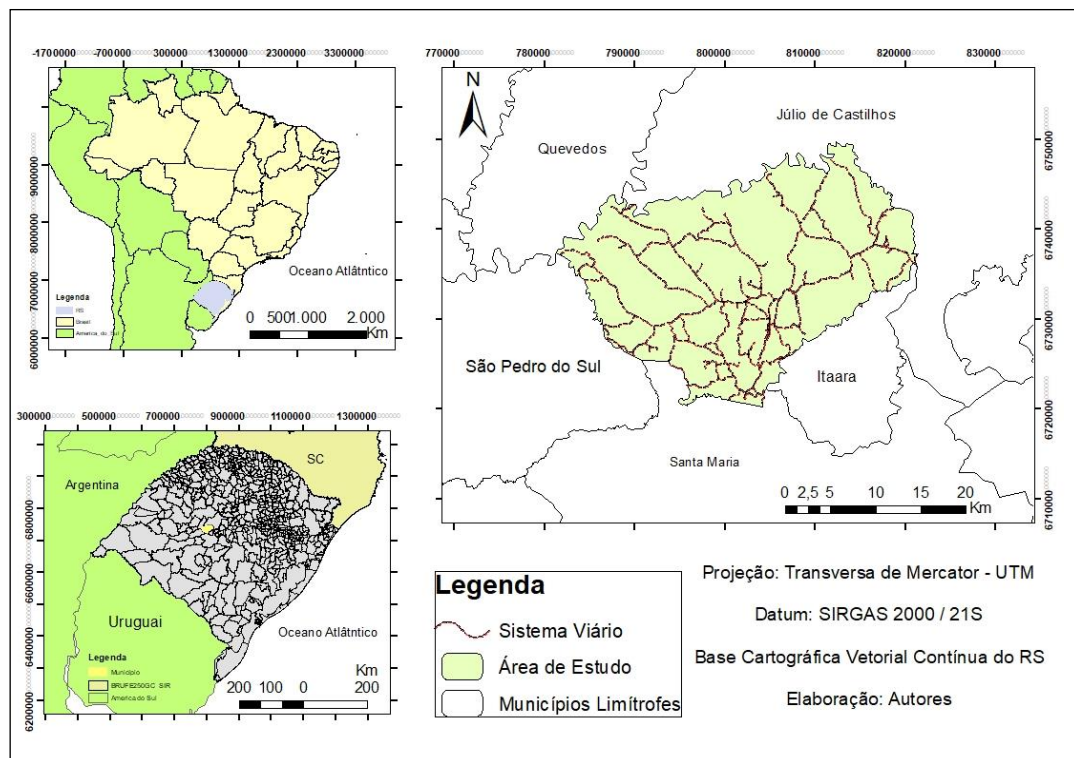 -1700000 -700000 300000 1300000 2300000 3300000
9000000
8000000
7000000
6000000
Oceano Atlâtntico
Legenda
RS
Brasil
America_do_Sul
0 5001.000 2.000
Km
300000 500000 700000 900000 1100000 1300000
6800000
6600000
6400000
6200000
SC
Argentina
Uruguai
Oceano Atlâtntico
Legenda
Município
BRUFE250GC_SIR
America do Sul
Km
200 100 0 200
770000 780000 790000 800000 810000 820000 830000
6750000
6740000
6730000
6720000
6710000
N
Júlio de Castilhos
Quevedos
São Pedro do Sul
Itaara
Santa Maria
0 2,5 5 10 15 20
Km
Legenda
Sistema Viário
Área de Estudo
Municípios Limítrofes
Projeção: Transversa de Mercator - UTM
Datum: SIRGAS 2000 / 21S
Base Cartográfica Vetorial Contínua do RS
Elaboração: Autores